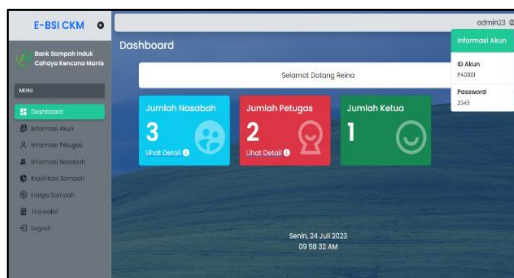 E-BSI CKM
admin23
Bank Sampah Induk
Cahaya Kencana Manis
MENU
Dashboard
Informasi Akun
Informasi Petugas
Informasi Nasabah
Klasifikasi Sampah
Harga Sampah
Transaksi
Logout
Dashboard
Selamat Datang Reina
Jumlah Nasabah
3
Lihat Detail
Jumlah Petugas
2
Lihat Detail
Jumlah Ketua
1
Senin, 24 Juli 2023
09 58 32 AM
Informasi Akun
ID Akun
Password
2345